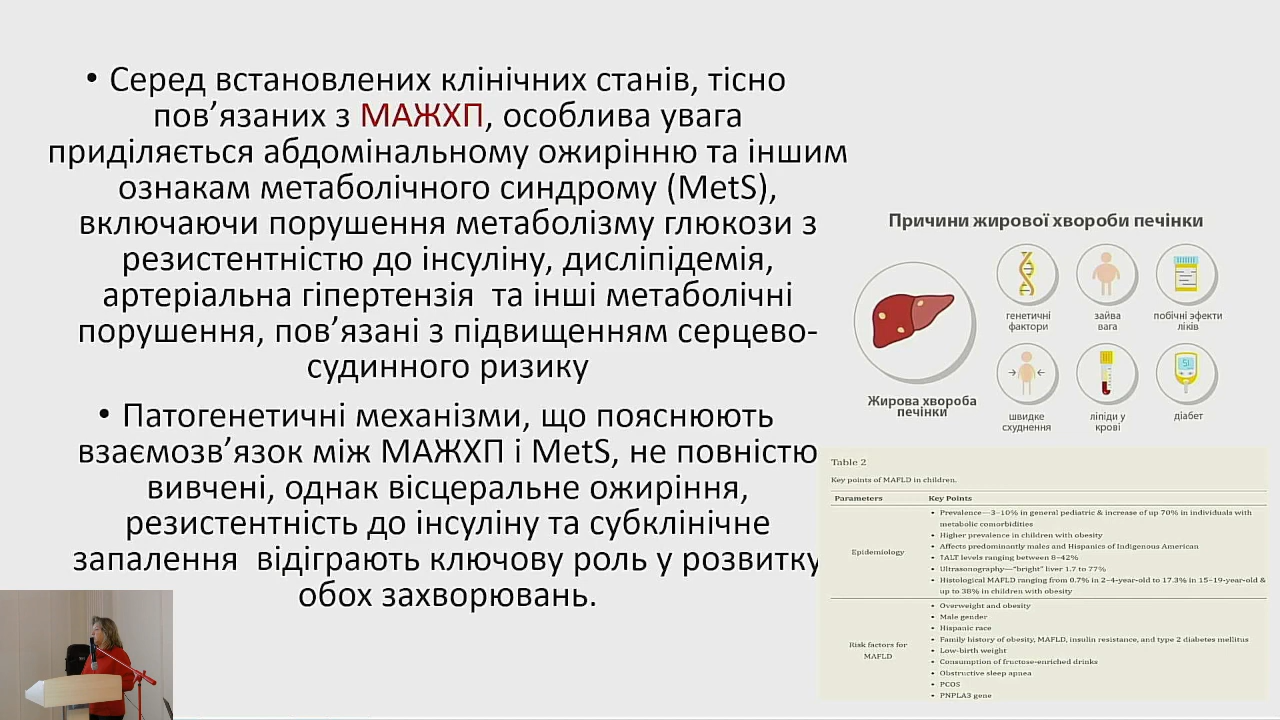 • Серед встановлених клінічних станів, тісно
пов’язаних з МАЖХП, особлива увага
приділяється абдомінальному ожирінню та іншим
ознакам метаболічного синдрому (MetS),
включаючи порушення метаболізму глюкози з
резистентністю до інсуліну, дисліпідемія,
артеріальна гіпертензія  та інші метаболічні
порушення, пов’язані з підвищенням серцево-
судинного ризику
• Патогенетичні механізми, що пояснюють
взаємозв’язок між МАЖХП і MetS, не повністю
вивчені, однак вісцеральне ожиріння,
резистентність до інсуліну та субклінічне
запалення  відіграють ключову роль у розвитку
обох захворювань.
Причини жирової хвороби печінки
Жирова хвороба
печінки
генетичні
фактори
зайва
вага
побічні эфекти
ліків
швидке
схуднення
ліпіди у
крові
діабет
Table 2
Key points of MAFLD in children.
Parameters Key Points
Epidemiology
• Prevalence—3–10% in general pediatric & increase of up 70% in individuals with
metabolic comorbidities
• Higher prevalence in children with obesity
• Affects predominantly males and Hispanics of Indigenous American
• ↑ALT levels ranging between 8–42%
• Ultrasonography—“bright” liver 1.7 to 77%
• Histological MAFLD ranging from 0.7% in 2–4-year-old to 17.3% in 15–19-year-old &
up to 38% in children with obesity
Risk factors for
MAFLD
• Overweight and obesity
• Male gender
• Hispanic race
• Family history of obesity, MAFLD, insulin resistance, and type 2 diabetes mellitus
• Low-birth weight
• Consumption of fructose-enriched drinks
• Obstructive sleep apnea
• PCOS
• PNPLA3 gene